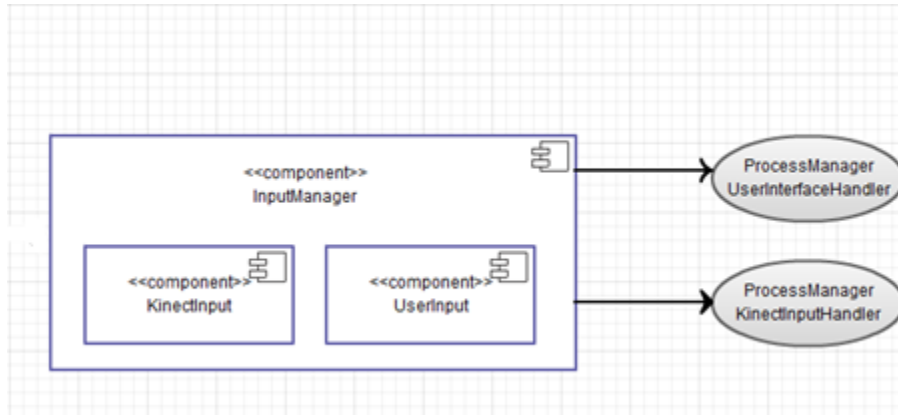 <<component>>
InputManager
<<component>>
KinectInput
<<component>>
UserInput
ProcessManager
UserInterfaceHandler
ProcessManager
KinectInputHandler